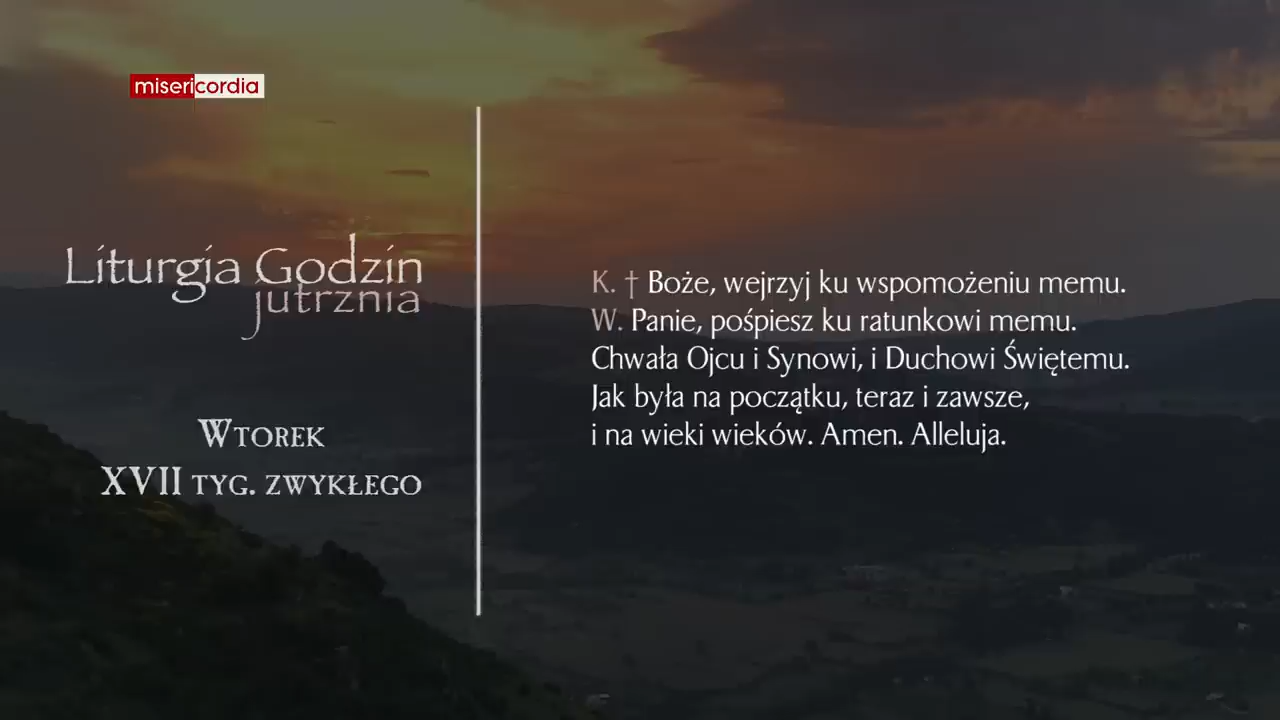 misericordia
Liturgia Godzin
jutrznia
Wtorek
XVII tyg. zwykłego
K. † Boże, wejrzyj ku wspomożeniu memu.
W. Panie, pośpiesz ku ratunkowi memu.
Chwała Ojcu i Synowi, i Duchowi Świętemu.
Jak była na początku, teraz i zawsze,
i na wieki wieków. Amen. Alleluja.